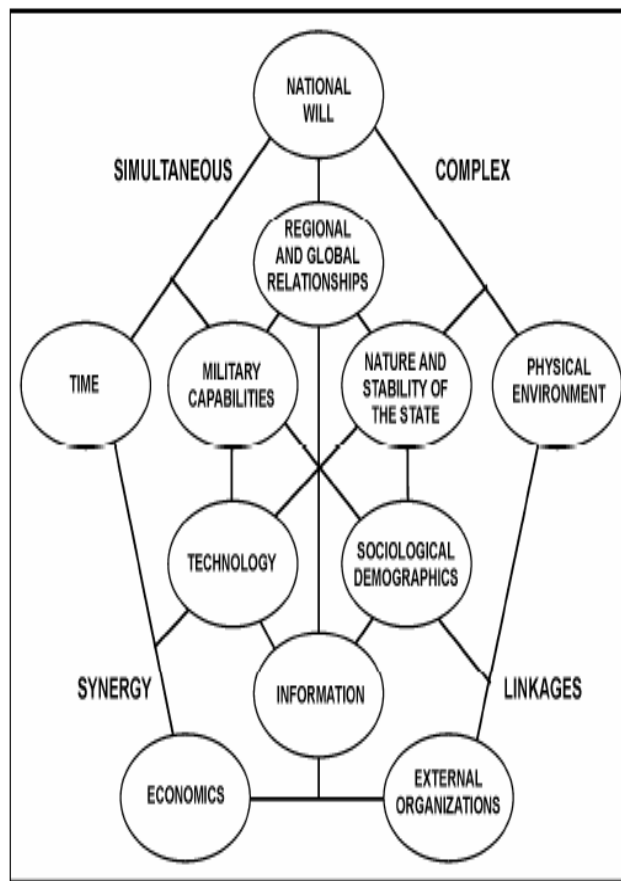 NATIONAL
WILL
SIMULTANEOUS
COMPLEX
REGIONAL
AND GLOBAL
RELATIONSHIPS
TIME
MILITARY
CAPABILITIES
NATURE AND
STABILITY OF
THE STATE
PHYSICAL
ENVIRONMENT
TECHNOLOGY
SOCIOLOGICAL
DEMOGRAPHICS
SYNERGY
INFORMATION
LINKAGES
ECONOMICS
EXTERNAL
ORGANIZATIONS